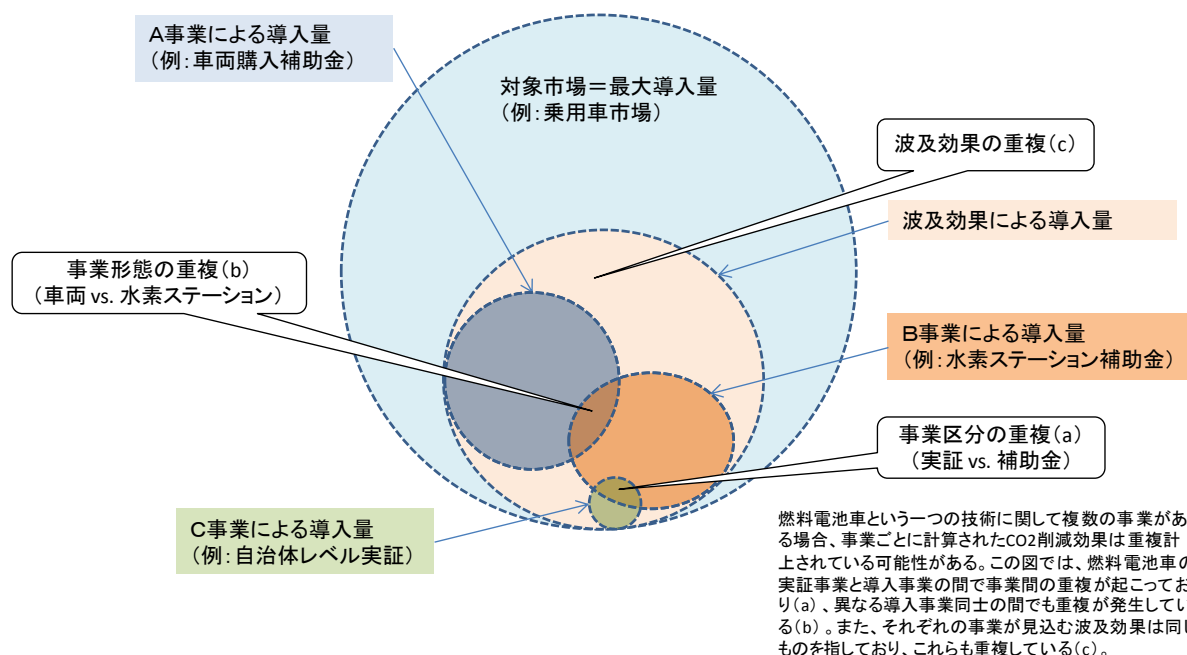 A事業による導入量
（例：車両購入補助金）
対象市場＝最大導入量
（例：乗用車市場）
波及効果の重複（c）
波及効果による導入量
事業形態の重複（b）
（車両 vs. 水素ステーション）
B事業による導入量
（例：水素ステーション補助金）
事業区分の重複（a）
（実証 vs. 補助金）
C事業による導入量
（例：自治体レベル実証）
燃料電池車という一つの技術に関して複数の事業があ
る場合、事業ごとに計算されたCO2削減効果は重複計
上されている可能性がある。この図では、燃料電池車の
実証事業と導入事業の間で事業間の重複が起こってお
り（a）、異なる導入事業同士の間でも重複が発生してい
る（b）。また、それぞれの事業が見込む波及効果は同じ
ものを指しており、これらも重複している（c）。